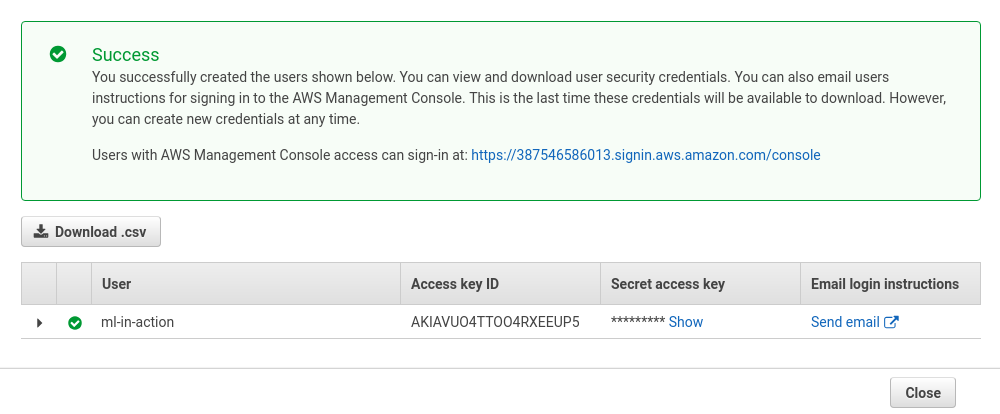 Success
You successfully created the users shown below. You can view and download user security credentials. You can also email users
instructions for signing in to the AWS Management Console. This is the last time these credentials will be available to download. However,
you can create new credentials at any time.
Users with AWS Management Console access can sign-in at: https://387546586013.signin.aws.amazon.com/console
Download .csv
User Access key ID Secret access key Email login instructions
ml-in-action AKIAVUO4TTOO4RXEEUP5 ********* Show Send email
Close